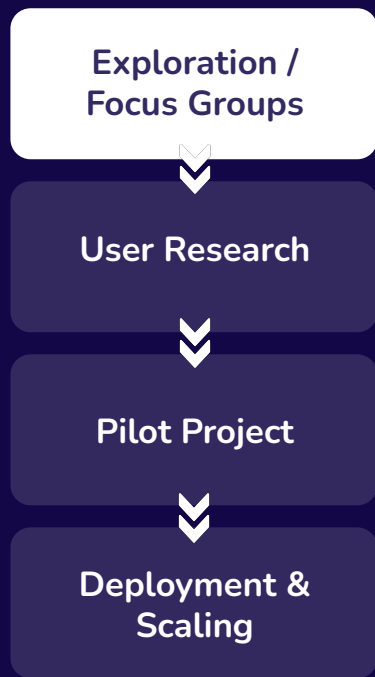 Exploration /
Focus Groups
User Research
Pilot Project
Deployment &
Scaling